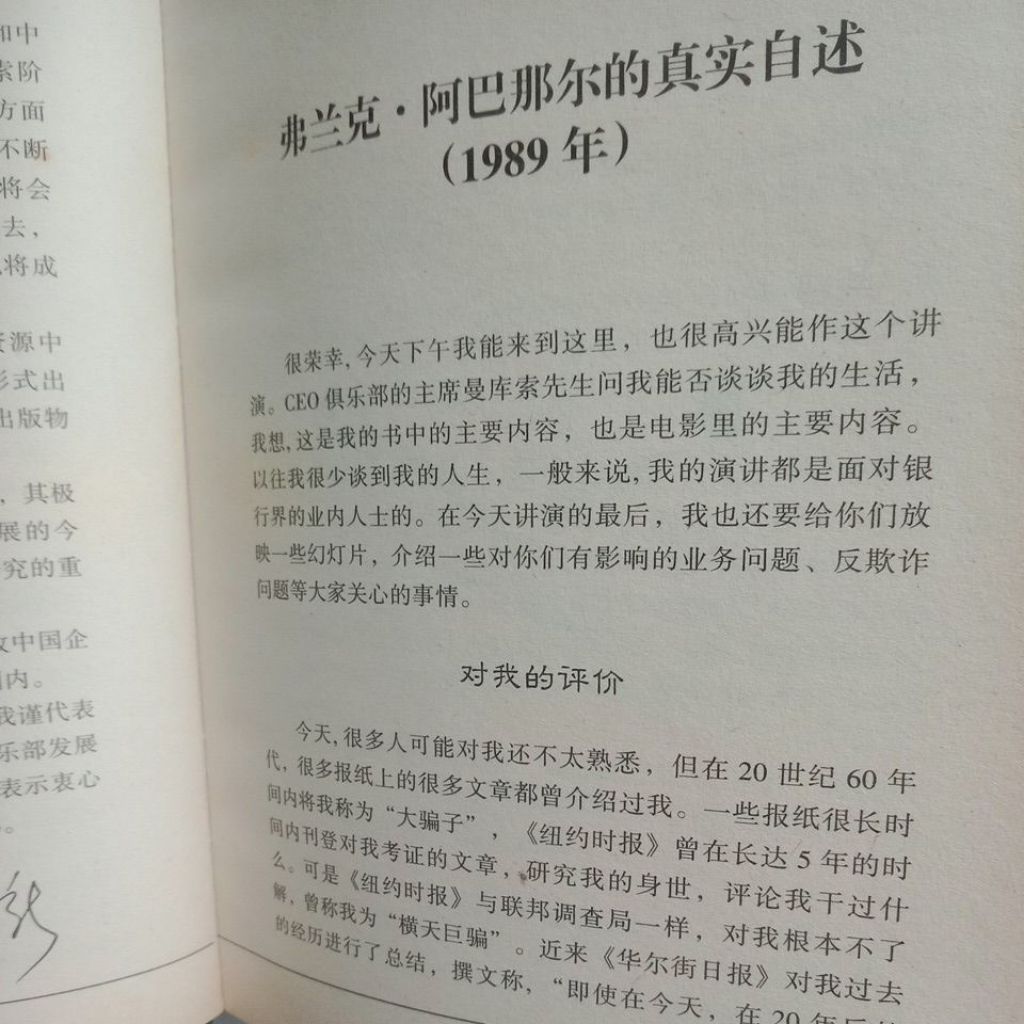 和中
索阶
方面
不断
将会
去，
将成
资源中
形式出
出版物
，其极
展的今
究的重
中国企
内。
我谨代表
乐部发展
表示衷心
。
弗兰克·阿巴那尔的真实自述
（1989 年）
很荣幸，今天下午我能来到这里，也很高兴能作这个讲
演。CEO 俱乐部的主席曼库索先生问我能否谈谈我的生活，
我想，这是我的书中的主要内容，也是电影里的主要内容。
以往我很少谈到我的人生，一般来说，我的演讲都是面对银
行界的业内人士的。在今天讲演的最后，我也还要给你们放
映一些幻灯片，介绍一些对你们有影响的业务问题、反欺诈
问题等大家关心的事情。
对我的评价
今天，很多人可能对我还不太熟悉，但在 20 世纪 60 年
代，很多报纸上的很多文章都曾介绍过我。一些报纸很长时
间内将我称为“大骗子”，《纽约时报》曾在长达 5 年的时
间内刊登对我考证的文章，研究我的身世，评论我干过什
么。可是《纽约时报》与联邦调查局一样，对我根本不了
解，曾称我为“横天巨骗”。近来《华尔街日报》对我过去
的经历进行了总结，撰文称，“即使在今天，在 20 年后